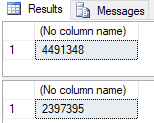 Results Messages
(No column name)
1 4491348
(No column name)
1 2397395